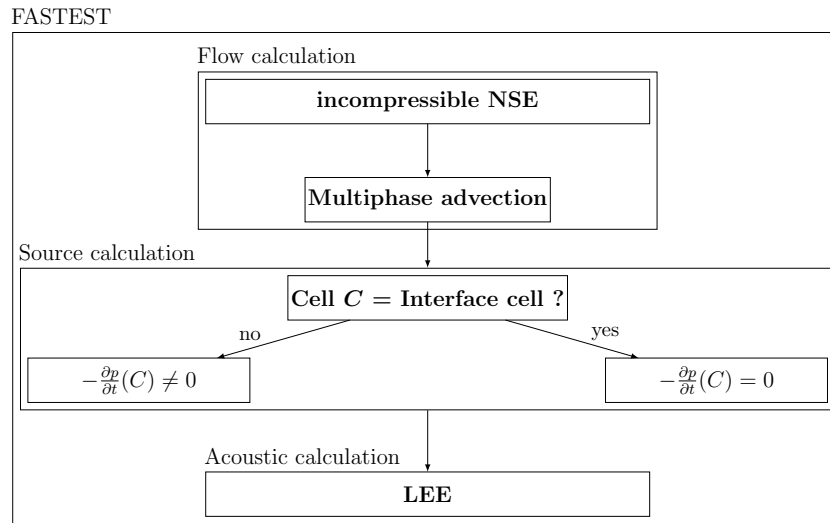 FASTEST
Flow calculation
incompressible NSE
Multiphase advection
Source calculation
Cell C = Interface cell ?
no
yes
−∂p/∂t(C) ≠ 0
−∂p/∂t(C) = 0
Acoustic calculation
LEE